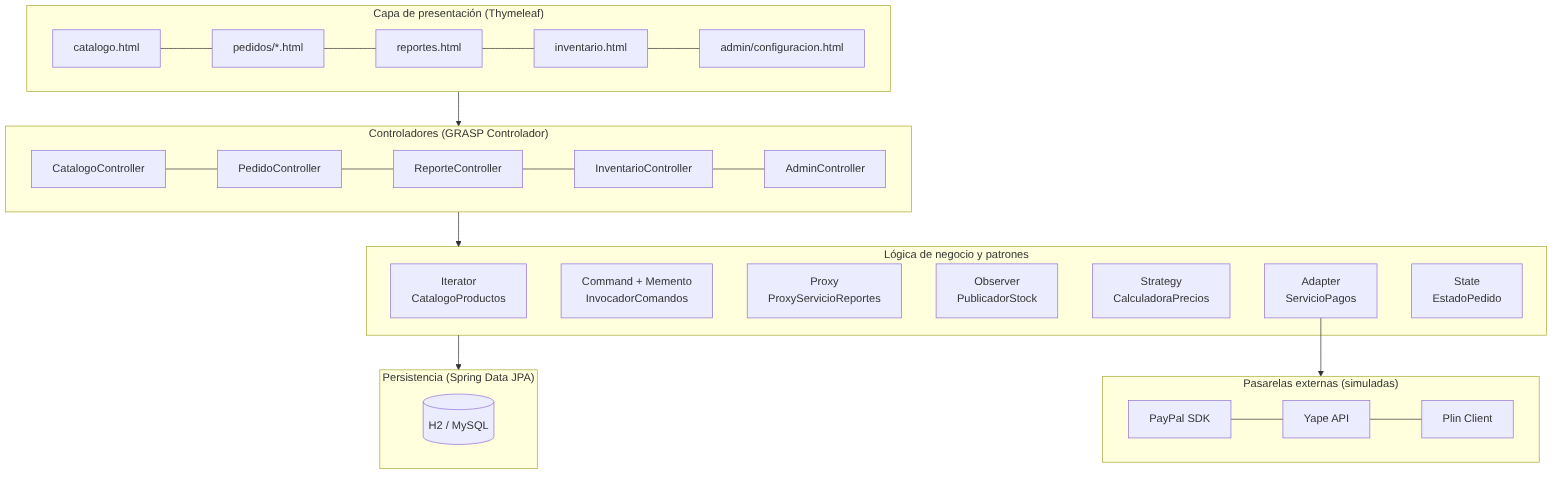 Capa de presentación (Thymeleaf)
catalogo.html
pedidos/*.html
reportes.html
inventario.html
admin/configuracion.html
Controladores (GRASP Controlador)
CatalogoController
PedidoController
ReporteController
InventarioController
AdminController
Lógica de negocio y patrones
Iterator
CatalogoProductos
Command + Memento
InvocadorComandos
Proxy
ProxyServicioReportes
Observer
PublicadorStock
Strategy
CalculadoraPrecios
Adapter
ServicioPagos
State
EstadoPedido
Persistencia (Spring Data JPA)
H2 / MySQL
Pasarelas externas (simuladas)
PayPal SDK
Yape API
Plin Client